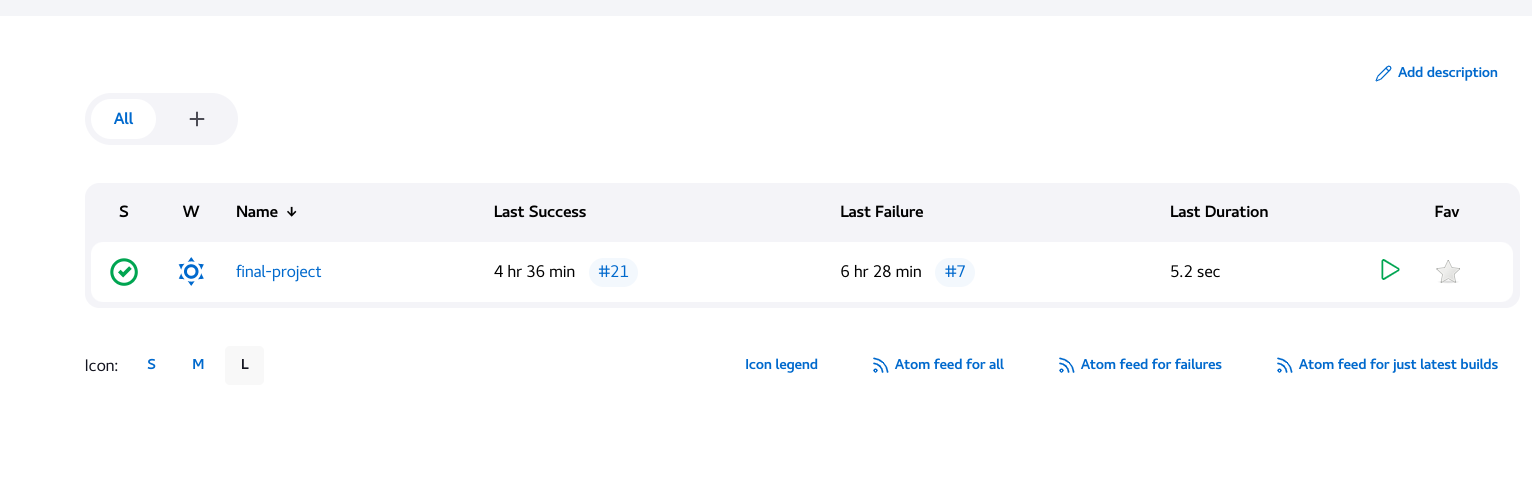 Add description
All
S W Name ↓ Last Success Last Failure Last Duration Fav
final-project 4 hr 36 min #21 6 hr 28 min #7 5.2 sec
Icon: S M L Icon legend Atom feed for all Atom feed for failures Atom feed for just latest builds